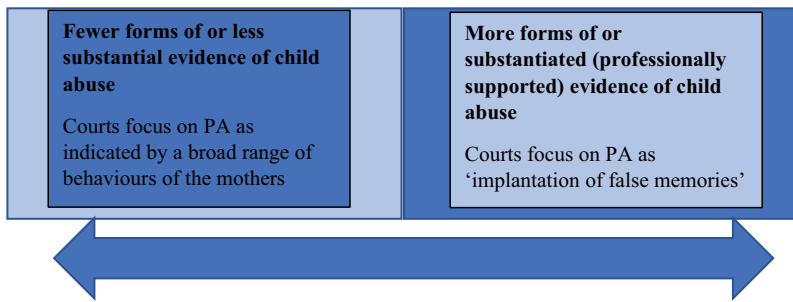 Fewer forms of or less
substantial evidence of child
abuse
Courts focus on PA as
indicated by a broad range of
behaviours of the mothers
More forms of or
substantiated (professionally
supported) evidence of child
abuse
Courts focus on PA as
‘implantation of false memories’